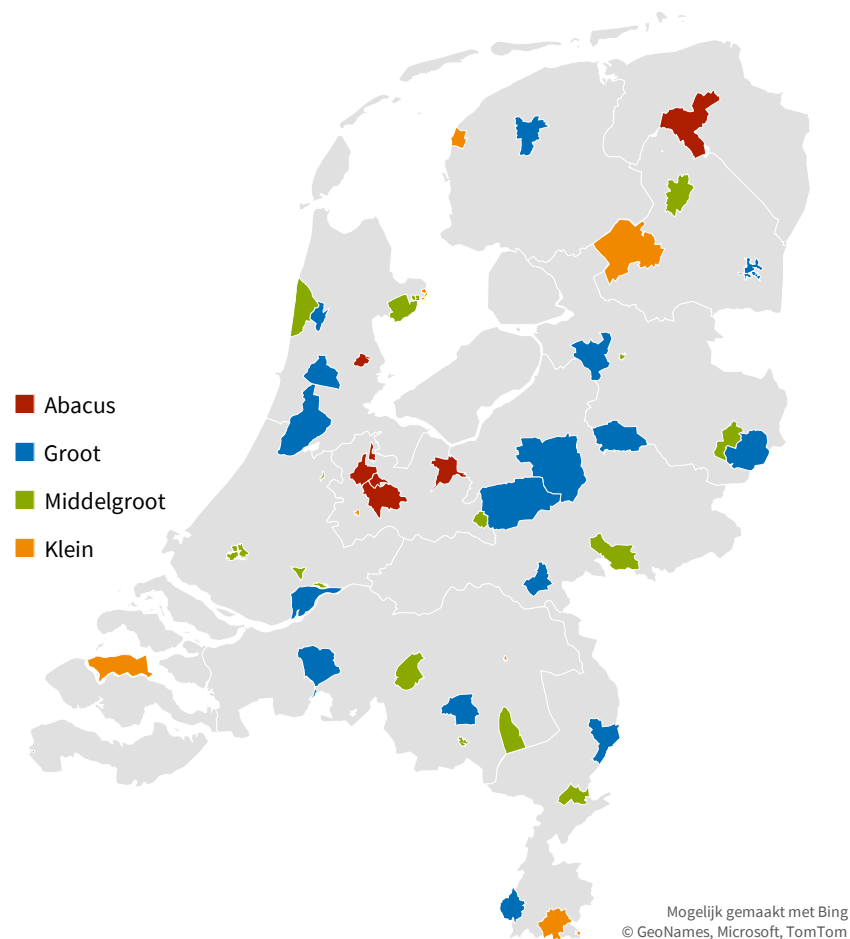 Abacus
Groot
Middelgroot
Klein
Mogelijk gemaakt met Bing
© GeoNames, Microsoft, TomTom